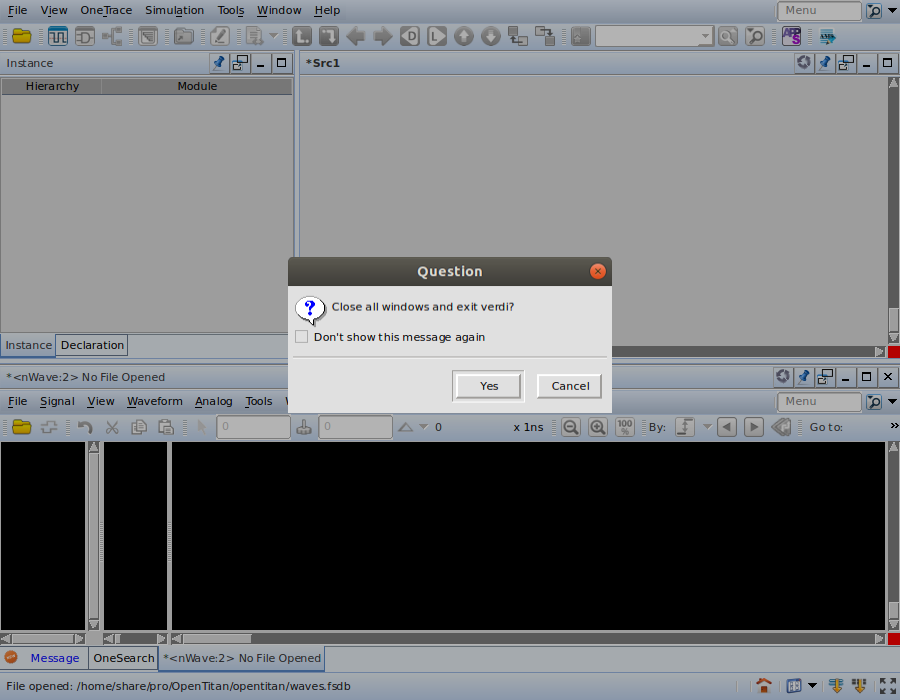 File View OneTrace Simulation Tools Window Help Menu
Instance
*Src1
Hierarchy Module
Question
Close all windows and exit verdi?
Don't show this message again
Yes Cancel
Instance Declaration
*<nWave:2> No File Opened
File Signal View Waveform Analog Tools Menu
0 0 0 x 1ns 100 % By: Go to: »
Message OneSearch *<nWave:2> No File Opened
File opened: /home/share/pro/OpenTitan/opentitan/waves.fsdb